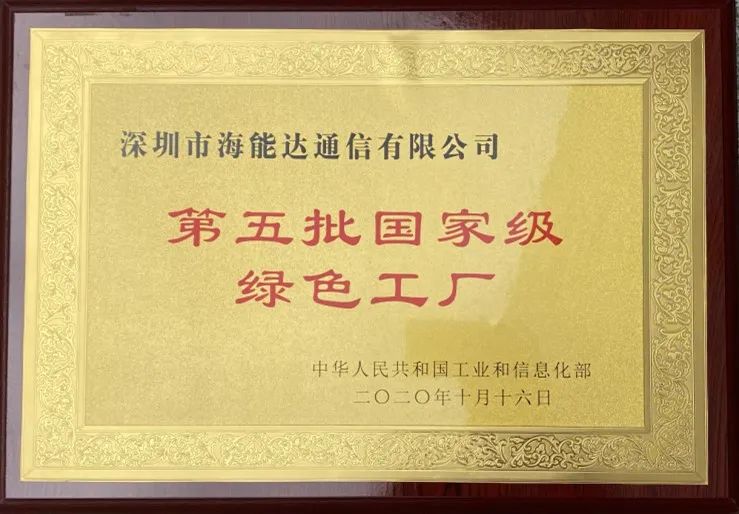 深圳市海能达通信有限公司
第五批国家级
绿色工厂
中华人民共和国工业和信息化部
二〇二〇年十月十六日